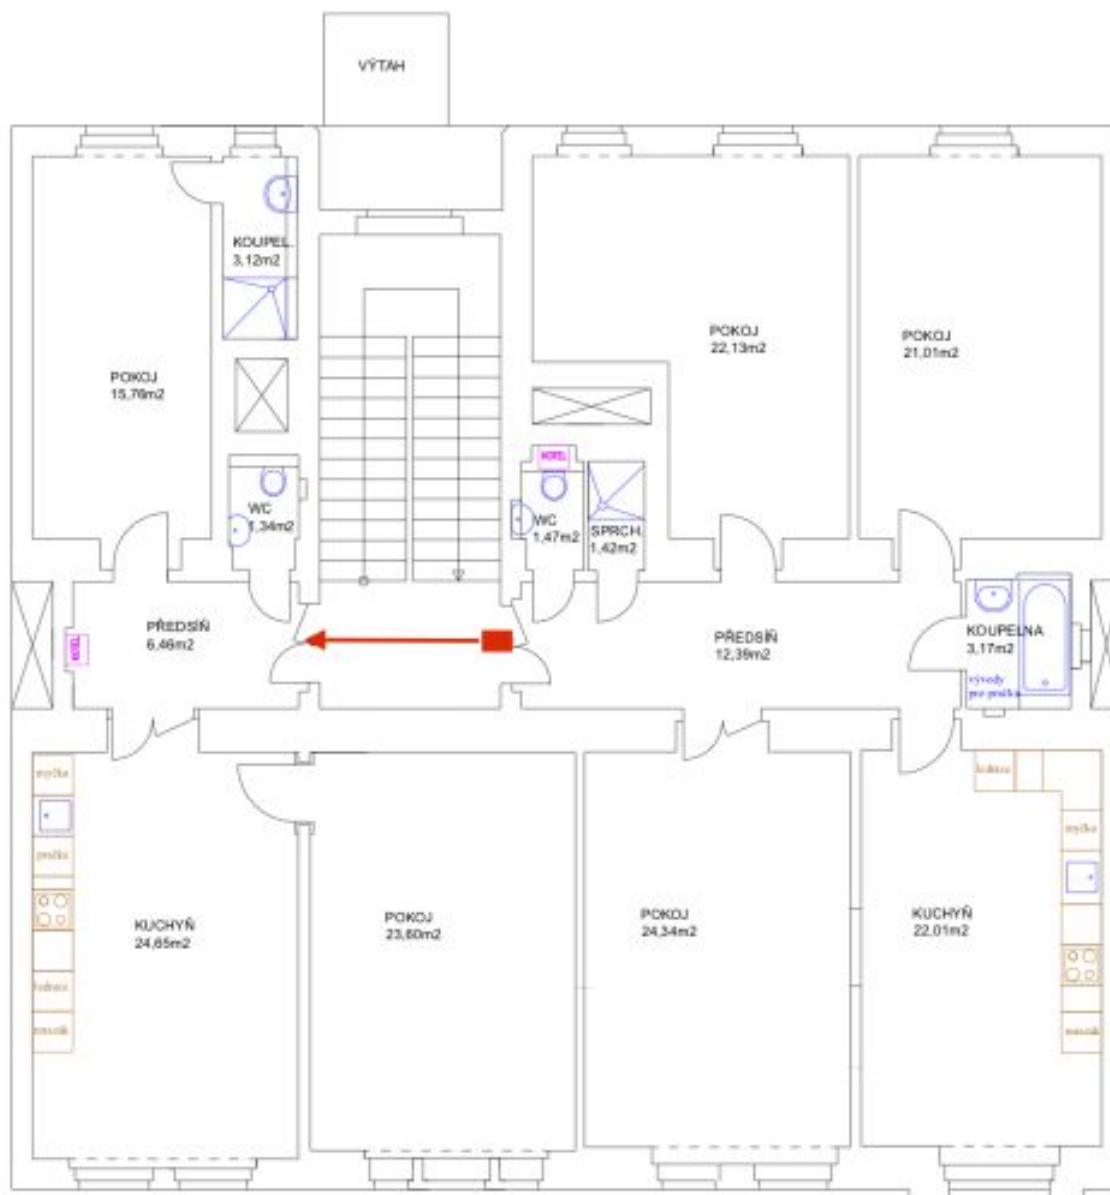 VÝTAH
KOUPEL.
3,12m2
POKOJ
15,76m2
POKOJ
22,13m2
POKOJ
21,01m2
KOTEL
WC
1,34m2
WC
1,47m2
SPRCH.
1,42m2
PŘEDSÍŇ
6,46m2
KOTEL
PŘEDSÍŇ
12,39m2
KOUPELNA
3,17m2
vývody
pro pračku
myčka
pračka
lednice
KUCHYŇ
24,65m2
POKOJ
23,60m2
POKOJ
24,34m2
KUCHYŇ
22,01m2
lednice
myčka